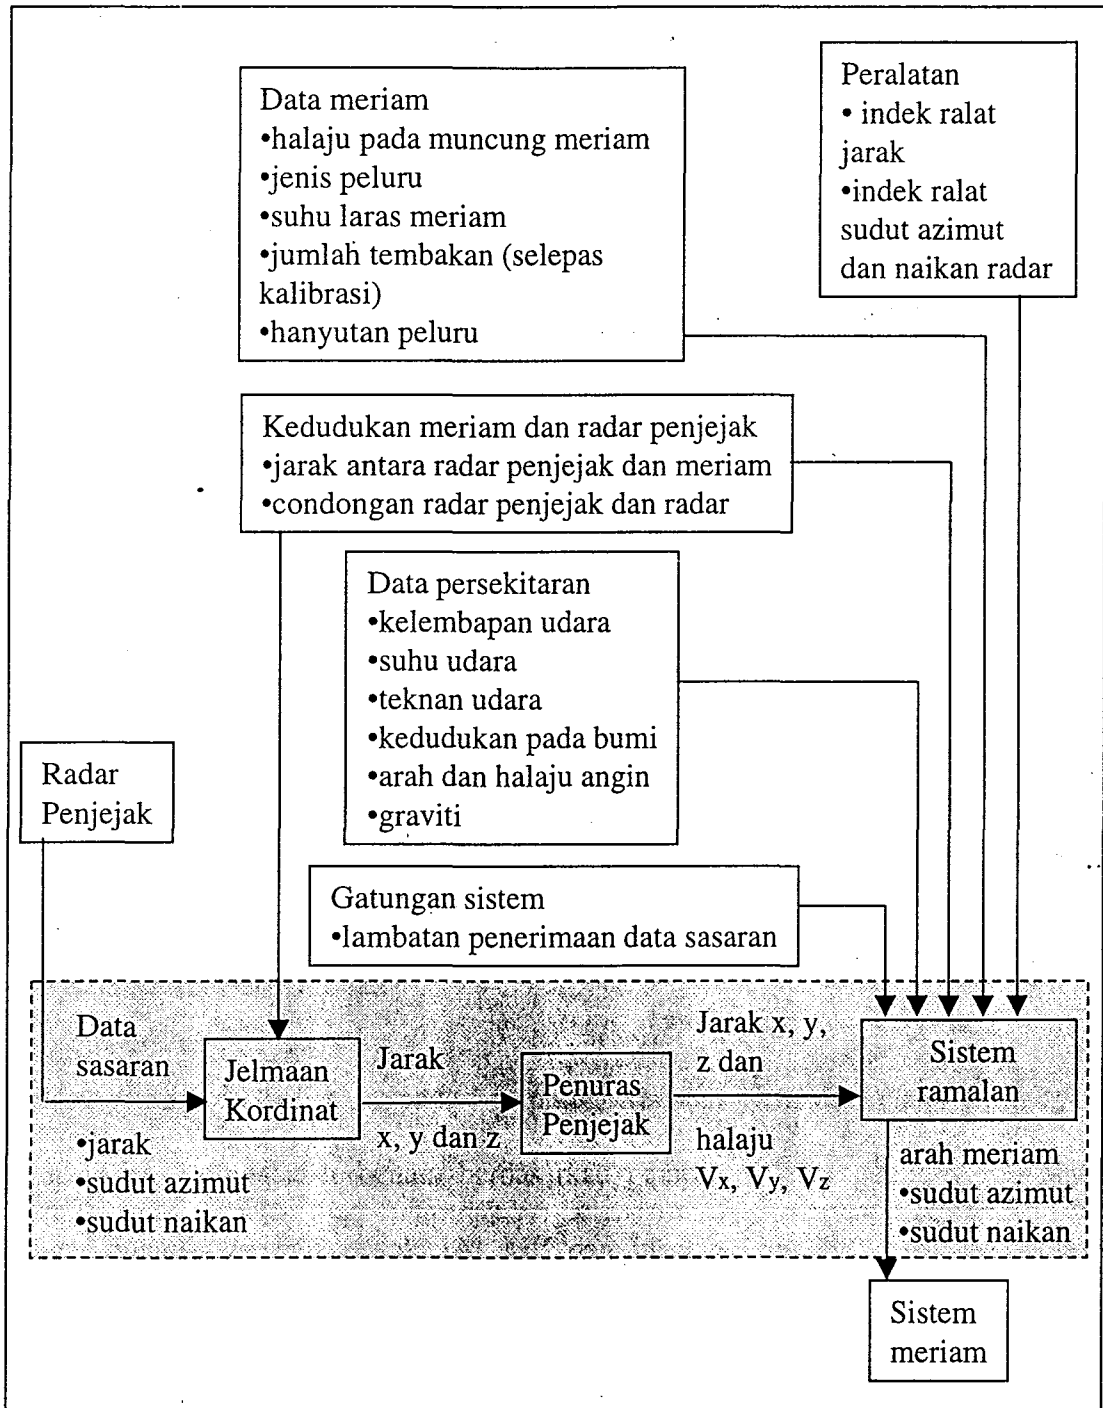 Peralatan
• indek ralat
jarak
•indek ralat
sudut azimut
dan naikan radar
Data meriam
•halaju pada muncung meriam
•jenis peluru
•suhu laras meriam
•jumlah tembakan (selepas
kalibrasi)
•hanyutan peluru
Kedudukan meriam dan radar penjejak
•jarak antara radar penjejak dan meriam
•condongan radar penjejak dan radar
Data persekitaran
•kelembapan udara
•suhu udara
•teknan udara
•kedudukan pada bumi
•arah dan halaju angin
•graviti
Radar
Penjejak
Gatungan sistem
•lambatan penerimaan data sasaran
Data
sasaran
•jarak
•sudut azimut
•sudut naikan
Jelmaan
Kordinat
Jarak
x, y dan z
Penuras
Penjejak
Jarak x, y,
z dan
halaju
Vx, Vy, Vz
Sistem
ramalan
arah meriam
•sudut azimut
•sudut naikan
Sistem
meriam